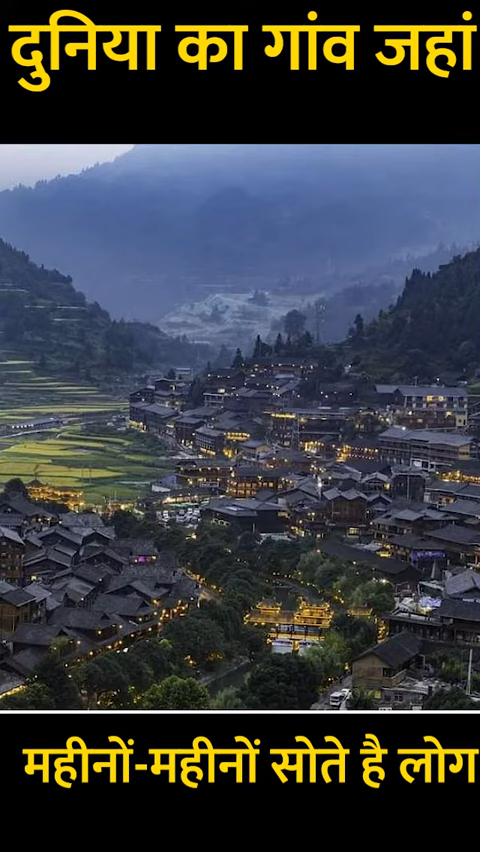 दुनिया का गांव जहां
महीनों-महीनों सोते है लोग